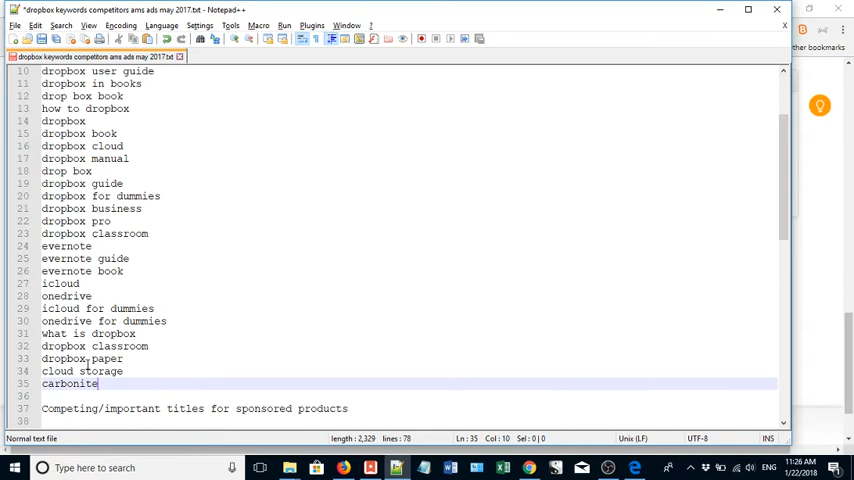 *dropbox keywords competitors ams ads may 2017.txt - Notepad++
File Edit Search View Encoding Language Settings Tools Macro Run Plugins Window ?
X
dropbox keywords competitors ams ads may 2017.txt
ther bookmarks
10 dropbox user guide
11 dropbox in books
12 drop box book
13 how to dropbox
14 dropbox
15 dropbox book
16 dropbox cloud
17 dropbox manual
18 drop box
19 dropbox guide
20 dropbox for dummies
21 dropbox business
22 dropbox pro
23 dropbox classroom
24 evernote
25 evernote guide
26 evernote book
27 icloud
28 onedrive
29 icloud for dummies
30 onedrive for dummies
31 what is dropbox
32 dropbox classroom
33 dropbox paper
34 cloud storage
35 carbonite
36
37 Competing/important titles for sponsored products
38
Normal text file length : 2,329 lines : 78 Ln : 35 Col : 10 Sel : 0 | 0 Unix (LF) UTF-8 INS
Type here to search
ENG
11:26 AM
1/22/2018